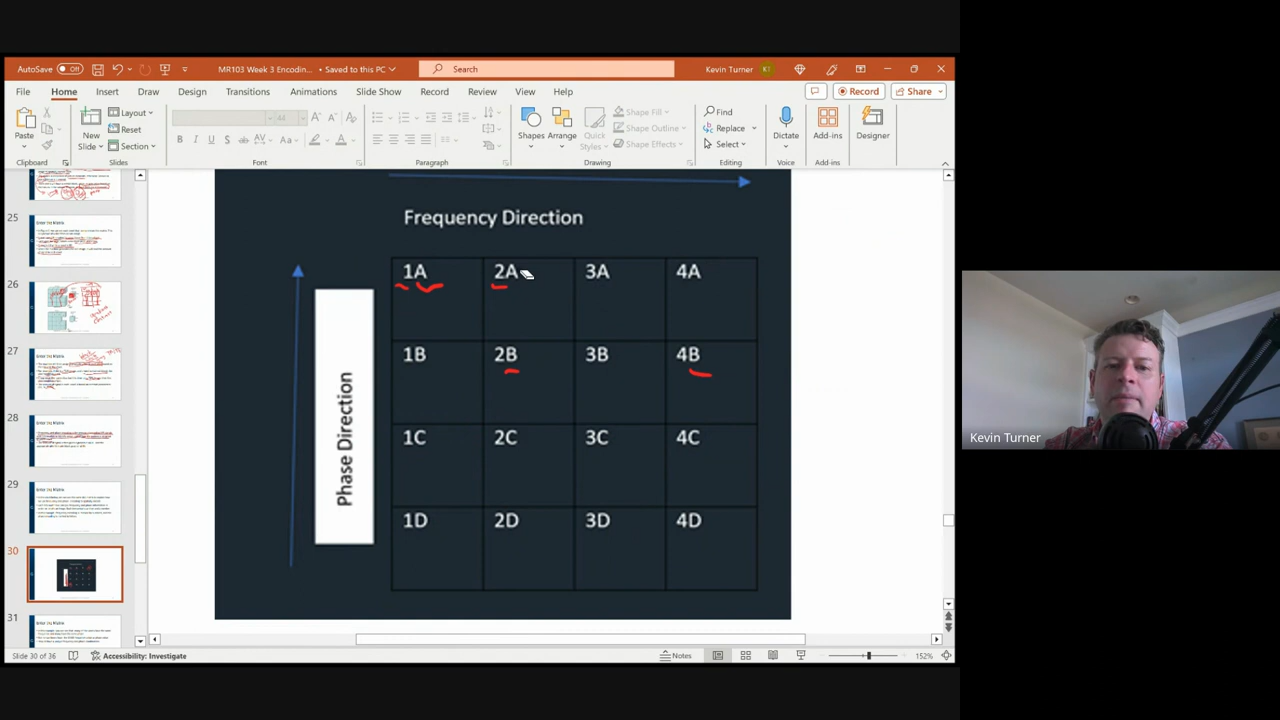 AutoSave Off MR103 Week 3 Encodin... • Saved to this PC Search Kevin Turner KT
File Home Insert Draw Design Transitions Animations Slide Show Record Review View Help Record Share
Paste New Slide Layout Reset Section 44 B I U S ab AV Aa A A A Shapes Arrange Quick Styles Shape Fill Shape Outline Shape Effects Find Replace Select Dictate Add-ins Designer
Clipboard Slides Font Paragraph Drawing Editing Voice Add-ins
25
26
27
28
29
30
31
Frequency Direction
Phase Direction
1A 2A 3A 4A
1B 2B 3B 4B
1C 2C 3C 4C
1D 2D 3D 4D
Kevin Turner
Slide 30 of 36 Accessibility: Investigate Notes 152%